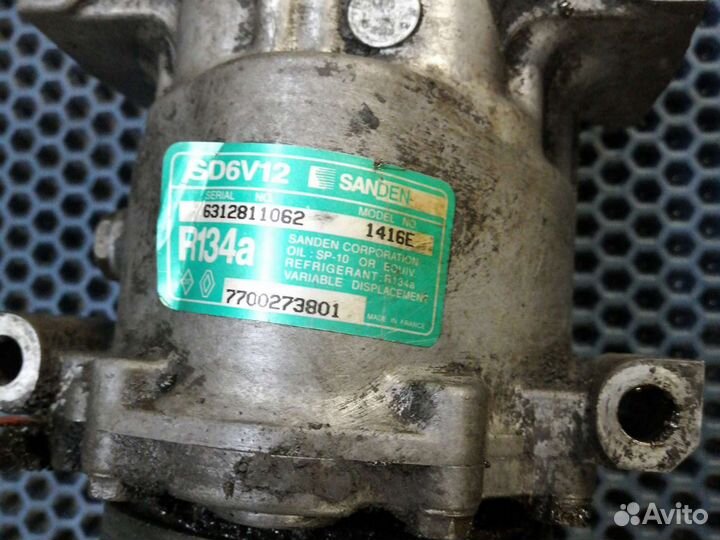 SD6V12 SANDEN
SERIAL NO. MODEL NO.
6312811062 1416E
R134a
SANDEN CORPORATION
OIL : SP-10 OR EQUIV.
REFRIGERANT : R134a
VARIABLE DISPLACEMENT
7700273801
MADE IN FRANCE
Avito